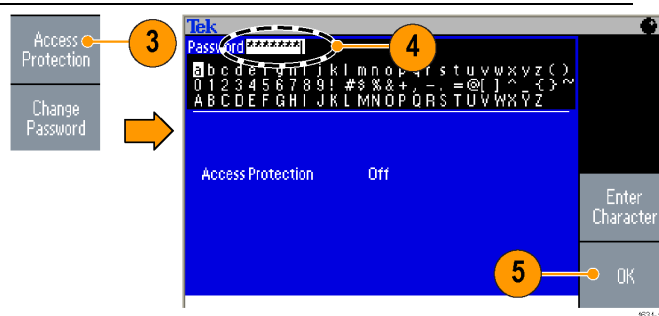 Access
Protection
3
Change
Password
Tek
Password *******
4
a b c d e f g h i j k l m n o p q r s t u v w x y z ( )
0 1 2 3 4 5 6 7 8 9 ! # $ % & + , - . = @ [ ] ^ _ { } ~
A B C D E F G H I J K L M N O P Q R S T U V W X Y Z
Access Protection Off
Enter
Character
5
OK